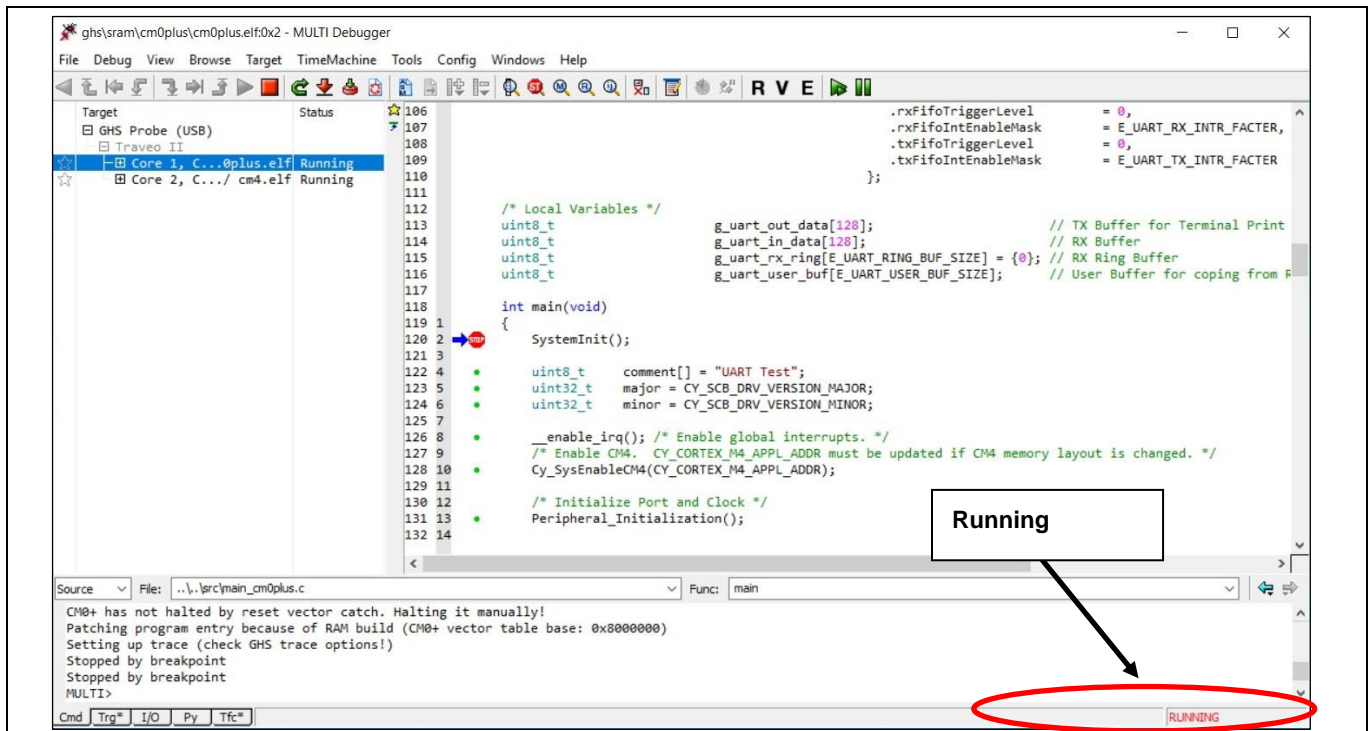 ghs\sram\cm0plus\cm0plus.elf:0x2 - MULTI Debugger
File Debug View Browse Target TimeMachine Tools Config Windows Help
R V E
Target Status
GHS Probe (USB)
Traveo II
Core 1, C...0plus.elf Running
Core 2, C.../ cm4.elf Running
106 .rxFifoTriggerLevel = 0,
107 .rxFifoIntEnableMask = E_UART_RX_INTR_FACTER,
108 .txFifoTriggerLevel = 0,
109 .txFifoIntEnableMask = E_UART_TX_INTR_FACTER
110 };
111
112 /* Local Variables */
113 uint8_t g_uart_out_data[128]; // TX Buffer for Terminal Print
114 uint8_t g_uart_in_data[128]; // RX Buffer
115 uint8_t g_uart_rx_ring[E_UART_RING_BUF_SIZE] = {0}; // RX Ring Buffer
116 uint8_t g_uart_user_buf[E_UART_USER_BUF_SIZE]; // User Buffer for coping from R
117
118 int main(void)
119 1 {
120 2 STOP SystemInit();
121 3
122 4 uint8_t comment[] = "UART Test";
123 5 uint32_t major = CY_SCB_DRV_VERSION_MAJOR;
124 6 uint32_t minor = CY_SCB_DRV_VERSION_MINOR;
125 7
126 8 __enable_irq(); /* Enable global interrupts. */
127 9 /* Enable CM4. CY_CORTEX_M4_APPL_ADDR must be updated if CM4 memory layout is changed. */
128 10 Cy_SysEnableCM4(CY_CORTEX_M4_APPL_ADDR);
129 11
130 12 /* Initialize Port and Clock */
131 13 Peripheral_Initialization();
132 14
Running
Source File: ..\..\src\main_cm0plus.c Func: main
CM0+ has not halted by reset vector catch. Halting it manually!
Patching program entry because of RAM build (CM0+ vector table base: 0x8000000)
Setting up trace (check GHS trace options!)
Stopped by breakpoint
Stopped by breakpoint
MULTI>
Cmd Trg* I/O Py Tfc* RUNNING